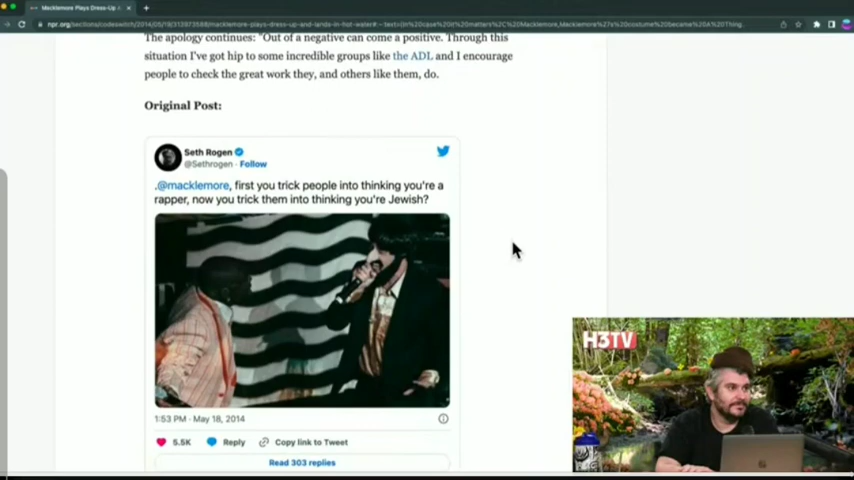 Macklemore Plays Dress-Up
The apology continues: "Out of a negative can come a positive. Through this
situation I've got hip to some incredible groups like the ADL and I encourage
people to check the great work they, and others like them, do.
Original Post:
Seth Rogen
@Sethrogen · Follow
.@macklemore, first you trick people into thinking you're a
rapper, now you trick them into thinking you're Jewish?
1:53 PM · May 18, 2014
5.5K Reply Copy link to Tweet
Read 303 replies
H3TV